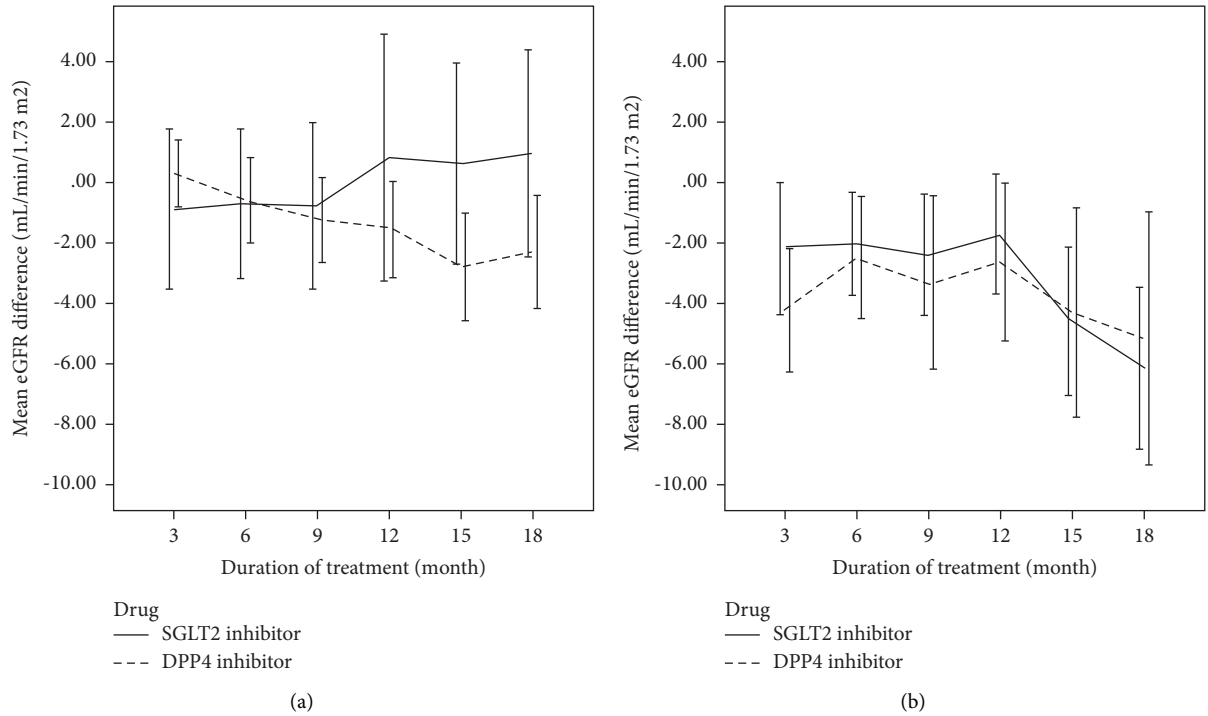 Mean eGFR difference (mL/min/1.73 m2)
4.00
2.00
.00
-2.00
-4.00
-6.00
-8.00
-10.00
3 6 9 12 15 18
Duration of treatment (month)
Drug
SGLT2 inhibitor
DPP4 inhibitor
(a)
Mean eGFR difference (mL/min/1.73 m2)
4.00
2.00
.00
-2.00
-4.00
-6.00
-8.00
-10.00
3 6 9 12 15 18
Duration of treatment (month)
Drug
SGLT2 inhibitor
DPP4 inhibitor
(b)